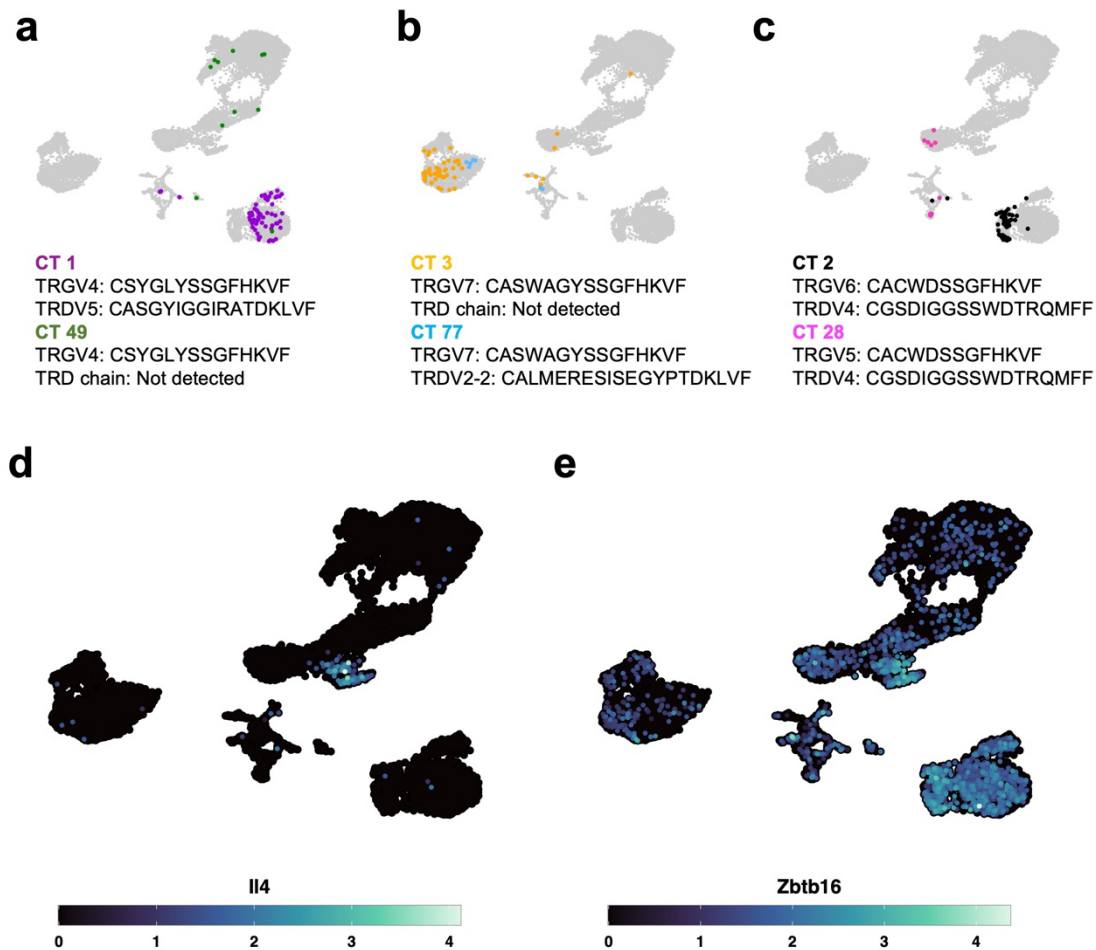 a
b
c
CT 1
TRGV4: CSYGLYSSGFHKVF
TRDV5: CASGYIGGIRATDKLVF
CT 49
TRGV4: CSYGLYSSGFHKVF
TRD chain: Not detected
CT 3
TRGV7: CASWAGYSSGFHKVF
TRD chain: Not detected
CT 77
TRGV7: CASWAGYSSGFHKVF
TRDV2-2: CALMERESISEGYPTDKLVF
CT 2
TRGV6: CACWDSSGFHKVF
TRDV4: CGSDIGGSSWDTRQMFF
CT 28
TRGV5: CACWDSSGFHKVF
TRDV4: CGSDIGGSSWDTRQMFF
d
e
Il4
0 1 2 3 4
Zbtb16
0 1 2 3 4